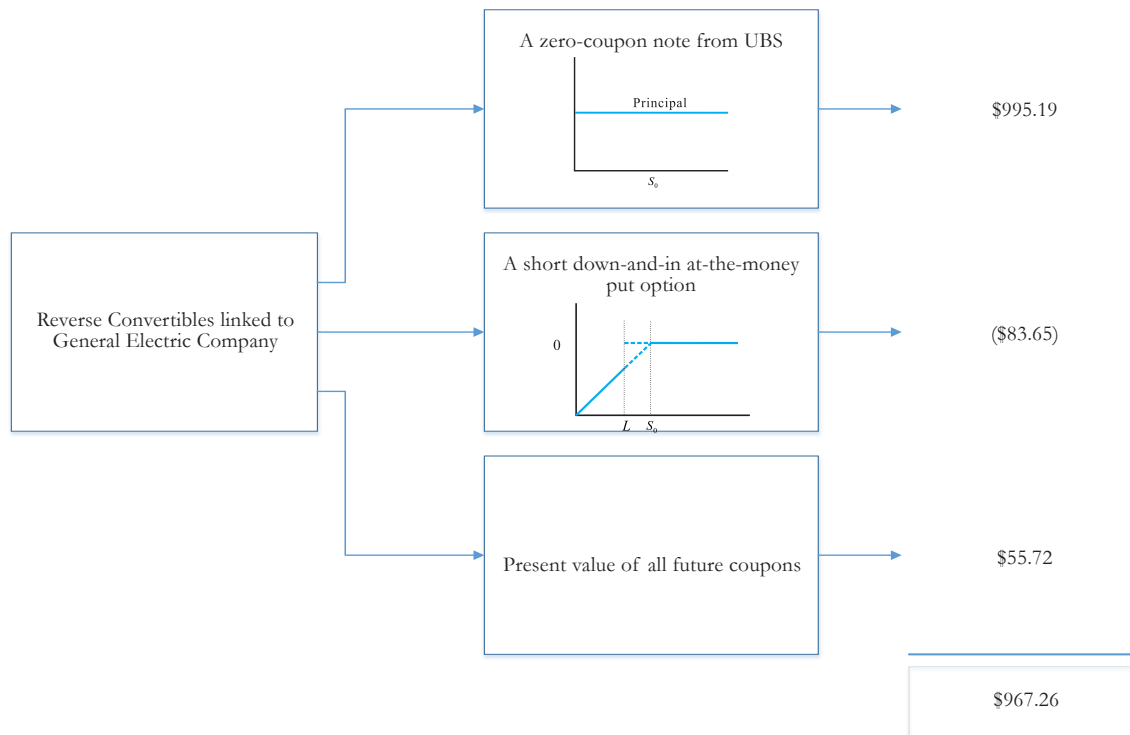 A zero-coupon note from UBS
Principal
S₀
$995.19
Reverse Convertibles linked to
General Electric Company
A short down-and-in at-the-money
put option
0
L S₀
($83.65)
Present value of all future coupons
$55.72
$967.26